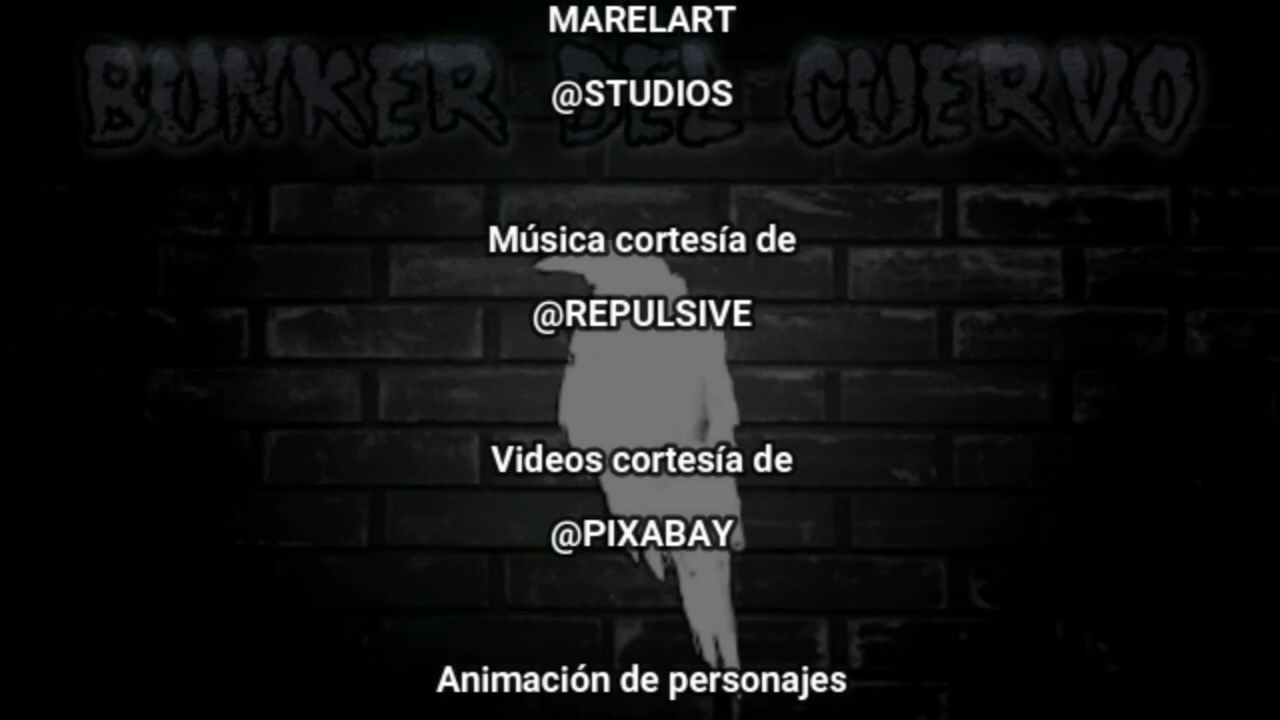 MARELART
BUNKER DEL CUERVO
@STUDIOS
Música cortesía de
@REPULSIVE
Videos cortesía de
@PIXABAY
Animación de personajes